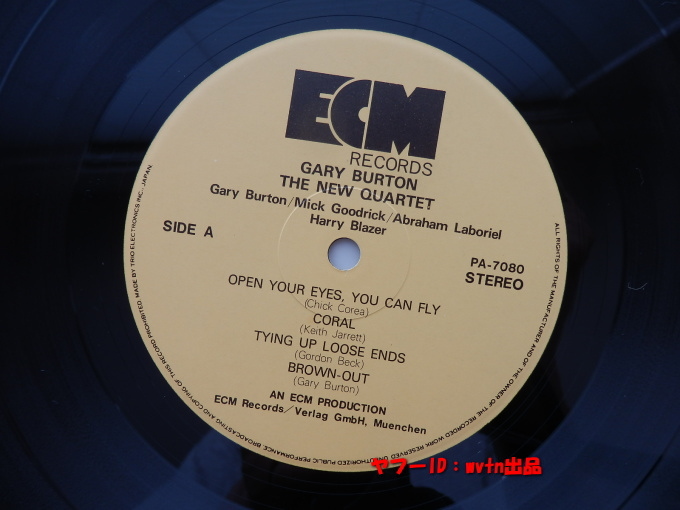 ECM
RECORDS
GARY BURTON
THE NEW QUARTET
Gary Burton/Mick Goodrick/Abraham Laboriel
Harry Blazer
SIDE A
PA-7080
STEREO
OPEN YOUR EYES, YOU CAN FLY
(Chick Corea)
CORAL
(Keith Jarrett)
TYING UP LOOSE ENDS
(Gordon Beck)
BROWN-OUT
(Gary Burton)
AN ECM PRODUCTION
ECM Records/Verlag GmbH, Muenchen
ALL RIGHTS OF THE MANUFACTURER AND OF THE OWNER OF THE RECORDED WORK RESERVED UNAUTHORIZED PUBLIC PERFORMANCE BROADCASTING AND COPYING OF THIS RECORD PROHIBITED MADE BY TRIO ELECTRONICS INC., JAPAN
ヤフーID:mvtn出品